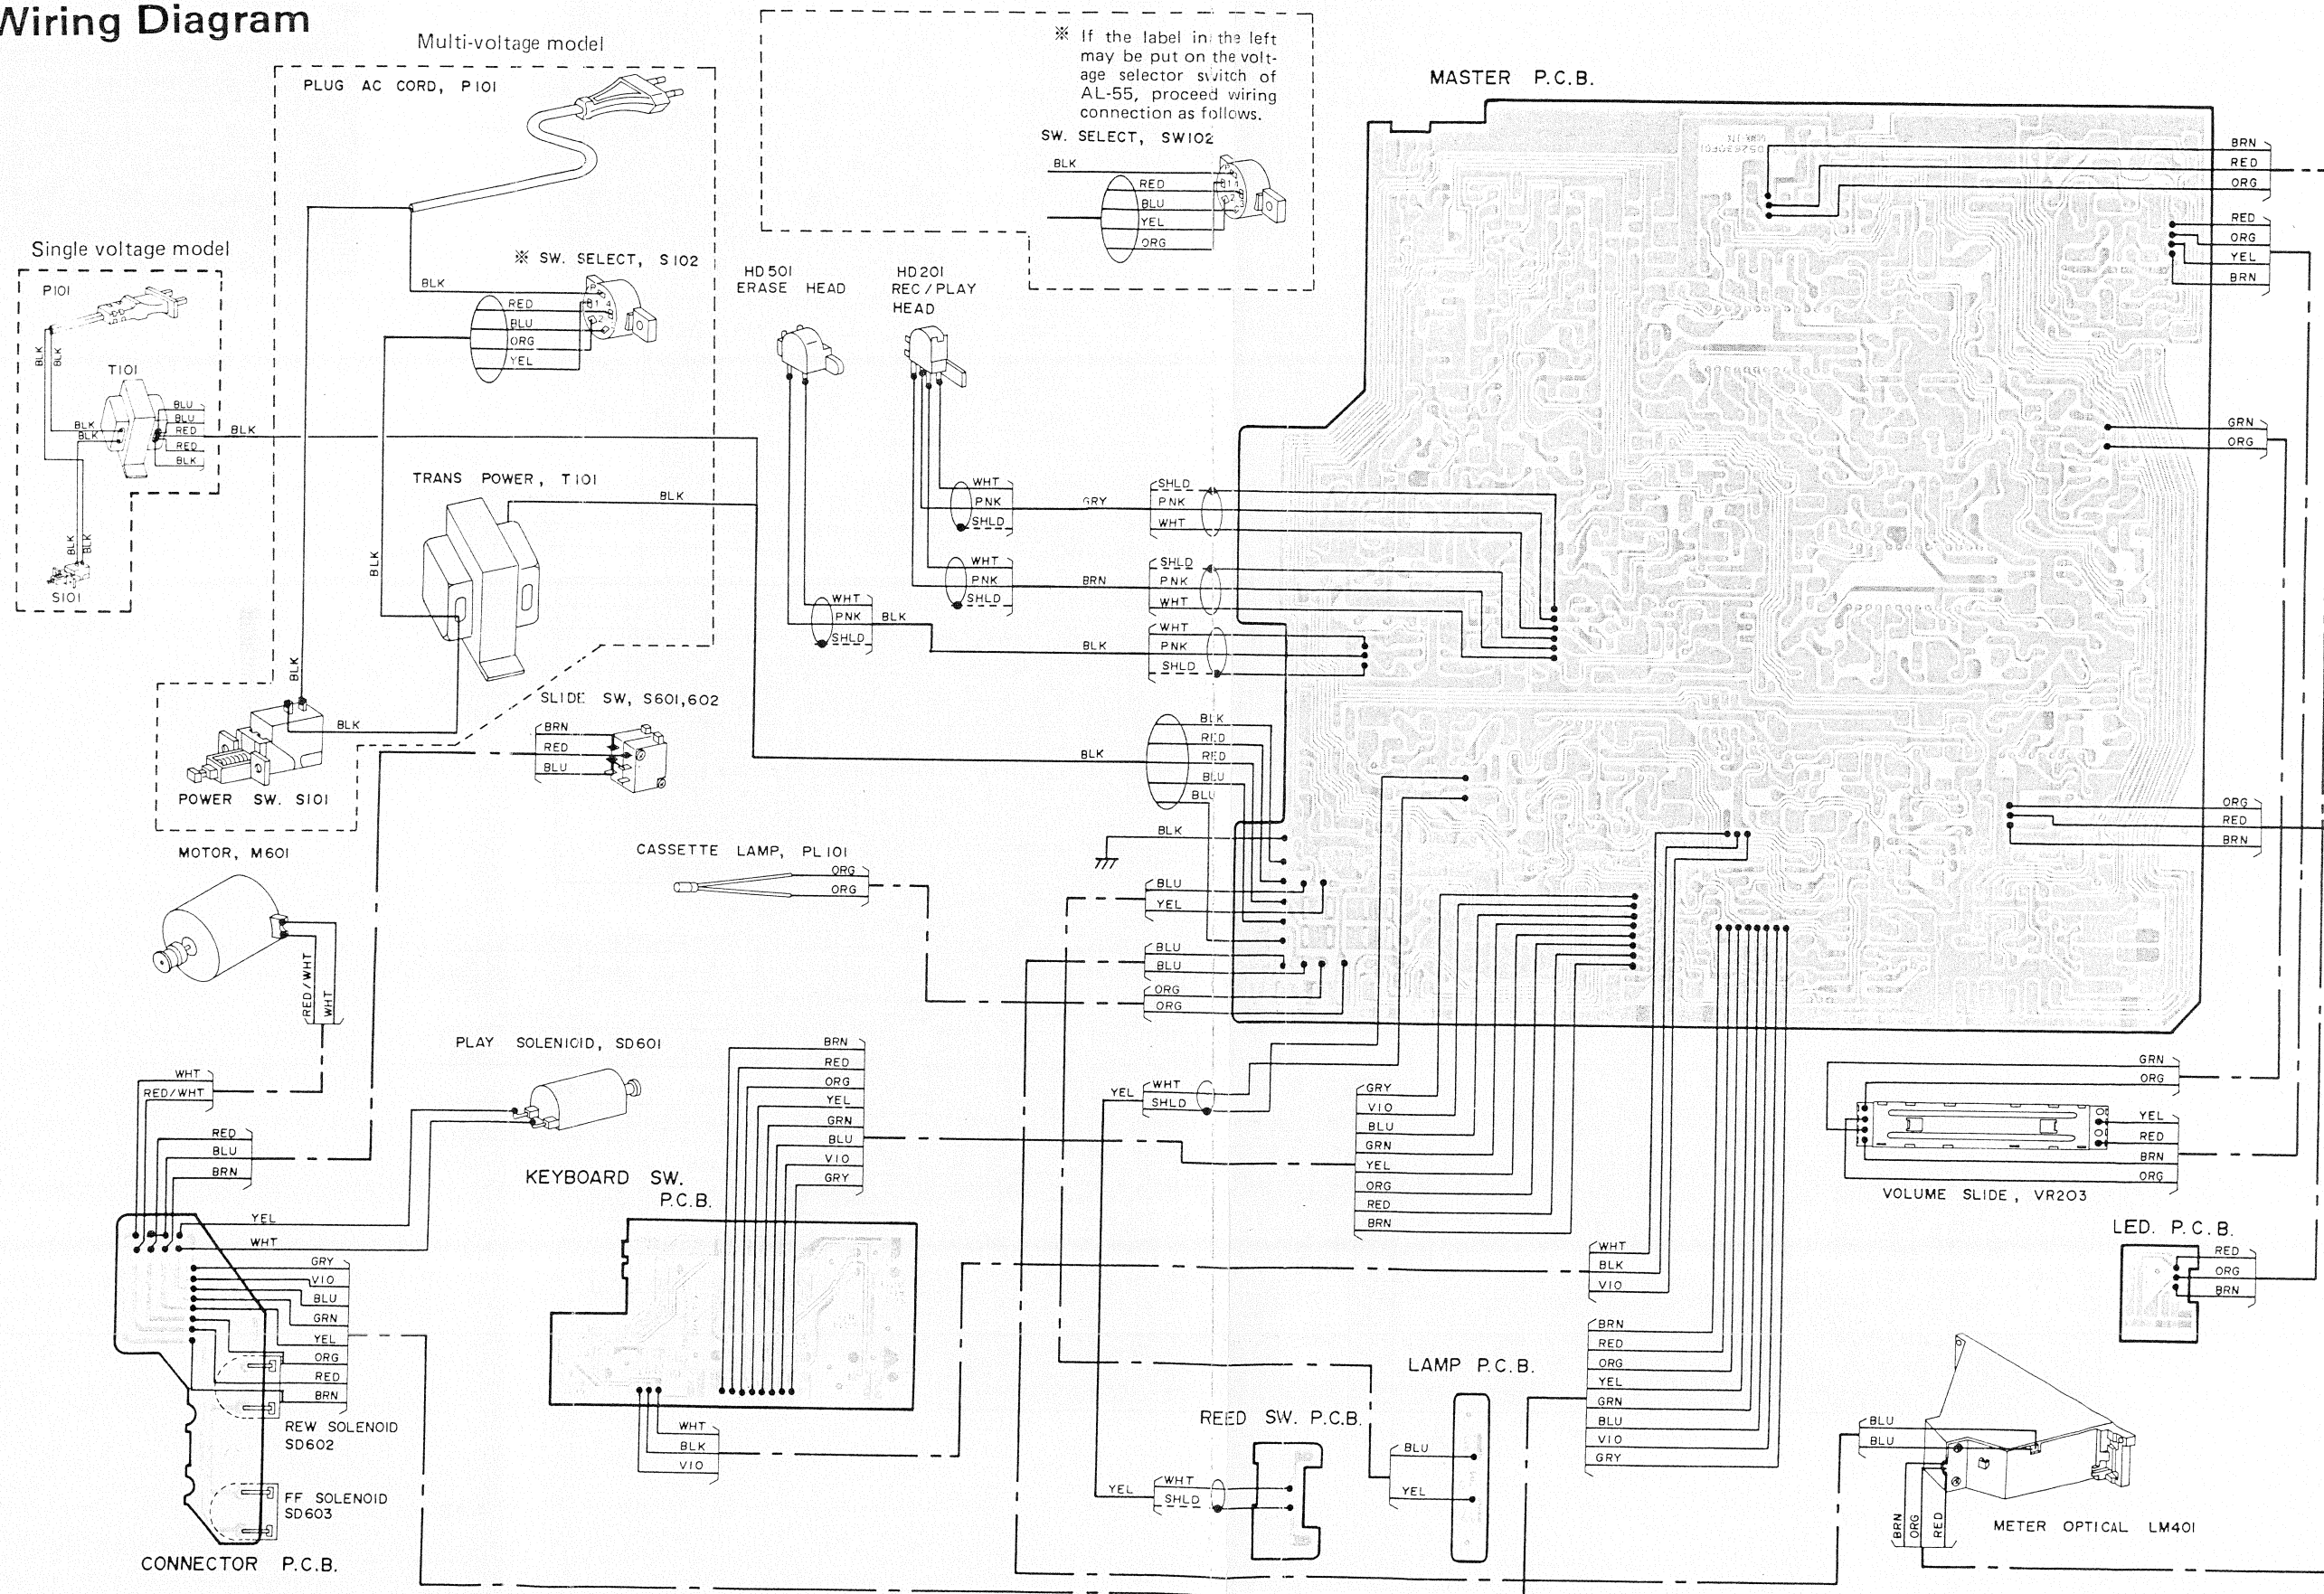 Wiring Diagram
Multi-voltage model
PLUG AC CORD, P101
※ If the label in the left
may be put on the volt-
age selector switch of
AL-55, proceed wiring
connection as follows.
SW. SELECT, SW102
BLK
RED
BLU
YEL
ORG
MASTER P.C.B.
BRN
RED
ORG
RED
ORG
YEL
BRN
GRN
ORG
ORG
RED
BRN
Single voltage model
P101
BLK
BLK
T101
BLU
BLU
RED
RED
BLK
BLK
BLK
BLK
BLK
S101
BLK
※ SW. SELECT, S102
BLK
RED
BLU
ORG
YEL
HD501
ERASE HEAD
HD201
REC/PLAY
HEAD
TRANS POWER, T101
BLK
BLK
BLK
BLK
POWER SW. S101
WHT
PNK
SHLD
GRY
SHLD
PNK
WHT
WHT
PNK
SHLD
BRN
SHLD
PNK
WHT
WHT
PNK
SHLD
BLK
BLK
WHT
PNK
SHLD
SLIDE SW, S601,602
BRN
RED
BLU
BLK
BLK
RED
RED
BLU
BLU
BLK
MOTOR, M601
RED/WHT
WHT
CASSETTE LAMP, PL101
ORG
ORG
BLU
YEL
BLU
BLU
ORG
ORG
PLAY SOLENIOID, SD601
WHT
RED/WHT
RED
BLU
BRN
YEL
WHT
GRY
VIO
BLU
GRN
YEL
ORG
RED
BRN
REW SOLENOID
SD602
FF SOLENOID
SD603
CONNECTOR P.C.B.
BRN
RED
ORG
YEL
GRN
BLU
VIO
GRY
KEYBOARD SW.
P.C.B.
WHT
BLK
VIO
YEL
WHT
SHLD
GRY
VIO
BLU
GRN
YEL
ORG
RED
BRN
WHT
BLK
VIO
BRN
RED
ORG
YEL
GRN
BLU
VIO
GRY
REED SW. P.C.B.
YEL
WHT
SHLD
LAMP P.C.B.
BLU
YEL
GRN
ORG
YEL
RED
BRN
ORG
VOLUME SLIDE, VR203
LED. P.C.B.
RED
ORG
BRN
BLU
BLU
BRN
ORG
RED
METER OPTICAL LM401